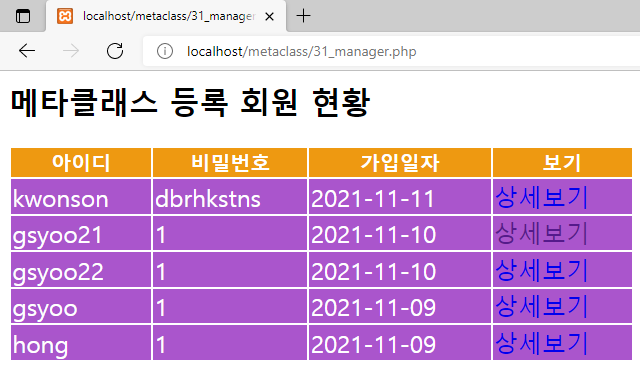 localhost/metaclass/31_manager.p
localhost/metaclass/31_manager.php
메타클래스 등록 회원 현황
아이디 비밀번호 가입일자 보기
kwonson dbrhkstns 2021-11-11 상세보기
gsyoo21 1 2021-11-10 상세보기
gsyoo22 1 2021-11-10 상세보기
gsyoo 1 2021-11-09 상세보기
hong 1 2021-11-09 상세보기